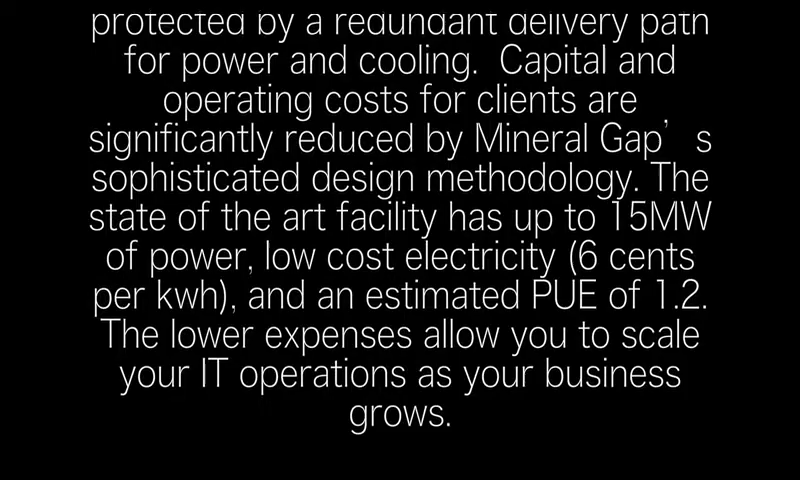 protected by a redundant delivery path
for power and cooling.  Capital and
operating costs for clients are
significantly reduced by Mineral Gap’s
sophisticated design methodology. The
state of the art facility has up to 15MW
of power, low cost electricity (6 cents
per kwh), and an estimated PUE of 1.2.
The lower expenses allow you to scale
your IT operations as your business
grows.